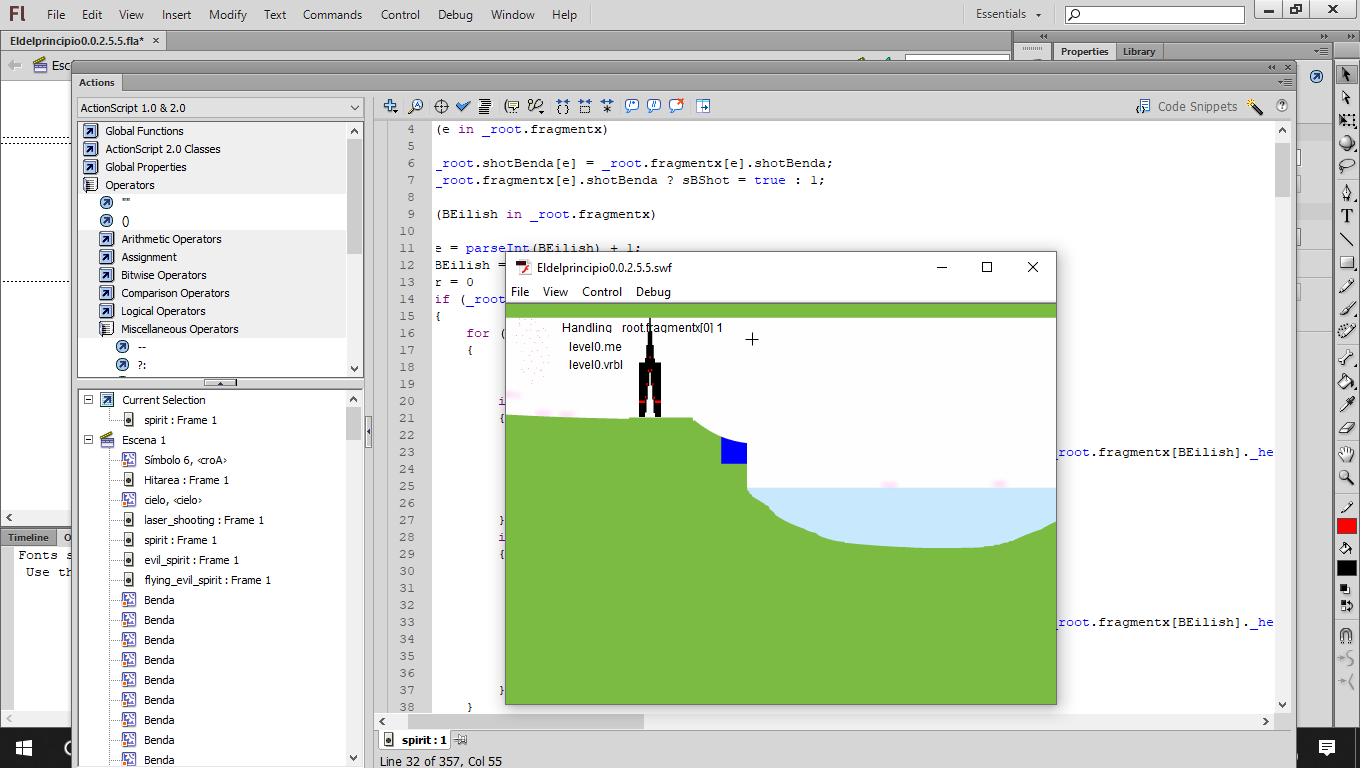 Fl File Edit View Insert Modify Text Commands Control Debug Window Help Essentials
Eldelprincipio0.0.2.5.5.fla* ×
Properties Library
Esc
Actions
ActionScript 1.0 & 2.0
Code Snippets
Global Functions
ActionScript 2.0 Classes
Global Properties
Operators
""
()
Arithmetic Operators
Assignment
Bitwise Operators
Comparison Operators
Logical Operators
Miscellaneous Operators
--
?:
Current Selection
spirit : Frame 1
Escena 1
Símbolo 6, <croA>
Hitarea : Frame 1
cielo, <cielo>
laser_shooting : Frame 1
spirit : Frame 1
evil_spirit : Frame 1
flying_evil_spirit : Frame 1
Benda
Benda
Benda
Benda
Benda
Benda
Benda
Benda
Benda
Timeline O
Fonts s
Use th
4 (e in _root.fragmentx)
5
6 _root.shotBenda[e] = _root.fragmentx[e].shotBenda;
7 _root.fragmentx[e].shotBenda ? sBShot = true : 1;
8
9 (BEilish in _root.fragmentx)
10
11 e = parseInt(BEilish) + 1;
12 BEilish =
13 r = 0
14 if (_root
15 {
16 for (
17 {
18
19
20 i
21 {
22
23 _root.fragmentx[BEilish]._he
24
25
26
27 }
28 i
29 {
30
31
32
33 _root.fragmentx[BEilish]._he
34
35
36
37 }
38 }
Eldelprincipio0.0.2.5.5.swf
File View Control Debug
Handling _root.fragmentx[0] 1
level0.me
level0.vrbl
spirit : 1
Line 32 of 357, Col 55